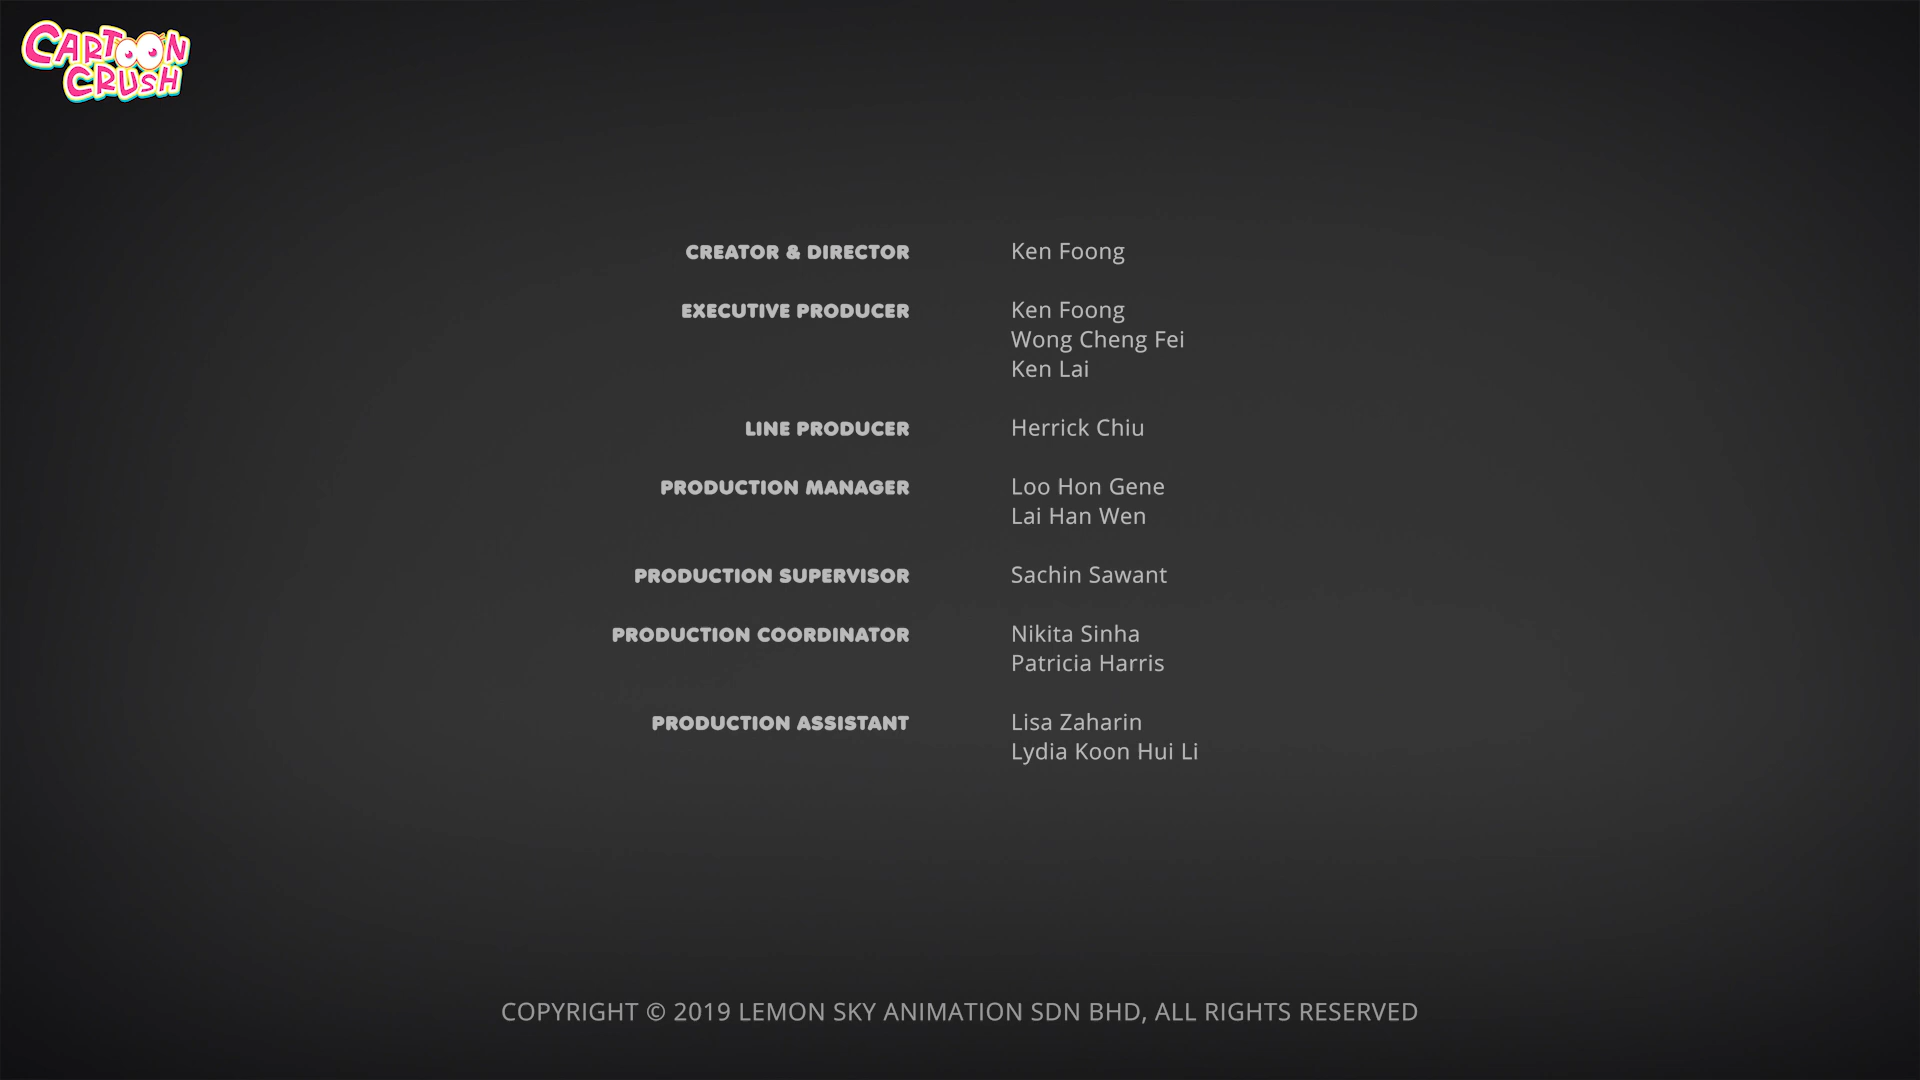 CARTOON
CRUSH
CREATOR & DIRECTOR Ken Foong
EXECUTIVE PRODUCER Ken Foong
Wong Cheng Fei
Ken Lai
LINE PRODUCER Herrick Chiu
PRODUCTION MANAGER Loo Hon Gene
Lai Han Wen
PRODUCTION SUPERVISOR Sachin Sawant
PRODUCTION COORDINATOR Nikita Sinha
Patricia Harris
PRODUCTION ASSISTANT Lisa Zaharin
Lydia Koon Hui Li
COPYRIGHT © 2019 LEMON SKY ANIMATION SDN BHD, ALL RIGHTS RESERVED